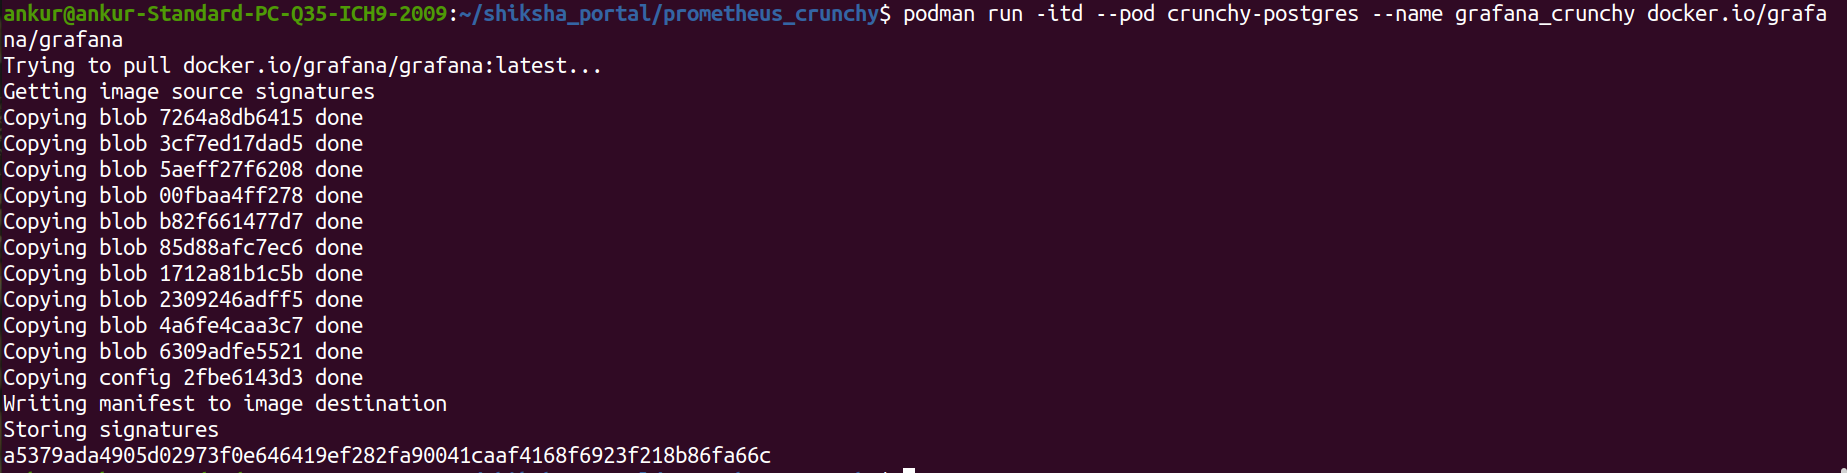 ankur@ankur-Standard-PC-Q35-ICH9-2009:~/shiksha_portal/prometheus_crunchy$ podman run -itd --pod crunchy-postgres --name grafana_crunchy docker.io/grafa
na/grafana
Trying to pull docker.io/grafana/grafana:latest...
Getting image source signatures
Copying blob 7264a8db6415 done
Copying blob 3cf7ed17dad5 done
Copying blob 5aeff27f6208 done
Copying blob 00fbaa4ff278 done
Copying blob b82f661477d7 done
Copying blob 85d88afc7ec6 done
Copying blob 1712a81b1c5b done
Copying blob 2309246adff5 done
Copying blob 4a6fe4caa3c7 done
Copying blob 6309adfe5521 done
Copying config 2fbe6143d3 done
Writing manifest to image destination
Storing signatures
a5379ada4905d02973f0e646419ef282fa90041caaf4168f6923f218b86fa66c